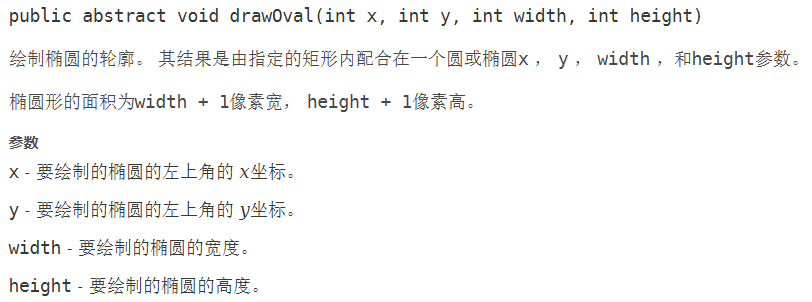 public abstract void drawOval(int x, int y, int width, int height)
绘制椭圆的轮廓。 其结果是由指定的矩形内配合在一个圆或椭圆x ， y ， width ，和height参数。
椭圆形的面积为width + 1像素宽， height + 1像素高。
参数
x - 要绘制的椭圆的左上角的 x坐标。
y - 要绘制的椭圆的左上角的 y坐标。
width - 要绘制的椭圆的宽度。
height - 要绘制的椭圆的高度。